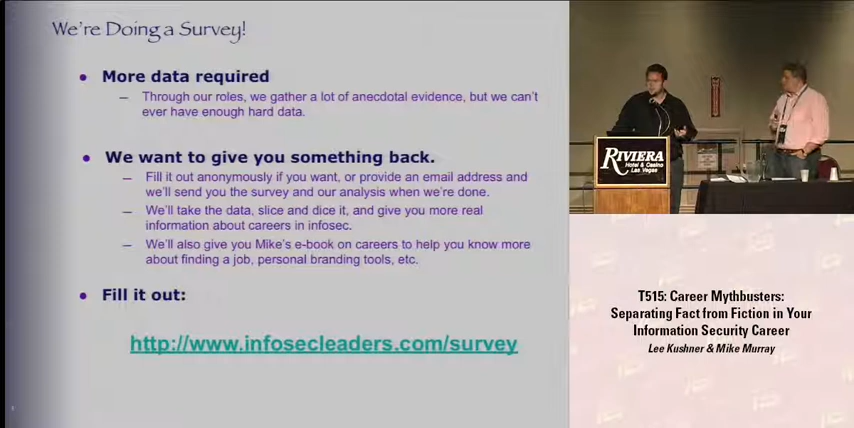 We're Doing a Survey!
• More data required
— Through our roles, we gather a lot of anecdotal evidence, but we can't
ever have enough hard data.
• We want to give you something back.
— Fill it out anonymously if you want, or provide an email address and
we'll send you the survey and our analysis when we're done.
— We'll take the data, slice and dice it, and give you more real
information about careers in infosec.
— We'll also give you Mike's e-book on careers to help you know more
about finding a job, personal branding tools, etc.
• Fill it out:
http://www.infosecleaders.com/survey
RIVIERA
Hotel & Casino
Las Vegas
T515: Career Mythbusters:
Separating Fact from Fiction in Your
Information Security Career
Lee Kushner & Mike Murray